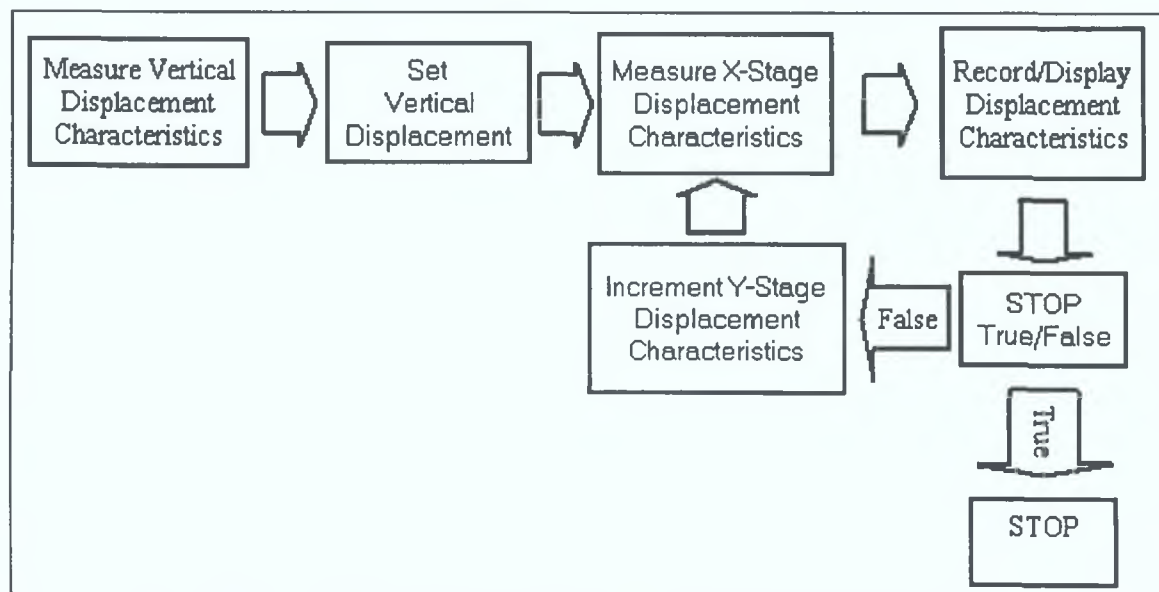 Measure Vertical
Displacement
Characteristics
Set
Vertical
Displacement
Measure X-Stage
Displacement
Characteristics
Record/Display
Displacement
Characteristics
Increment Y-Stage
Displacement
Characteristics
False
STOP
True/False
True
STOP